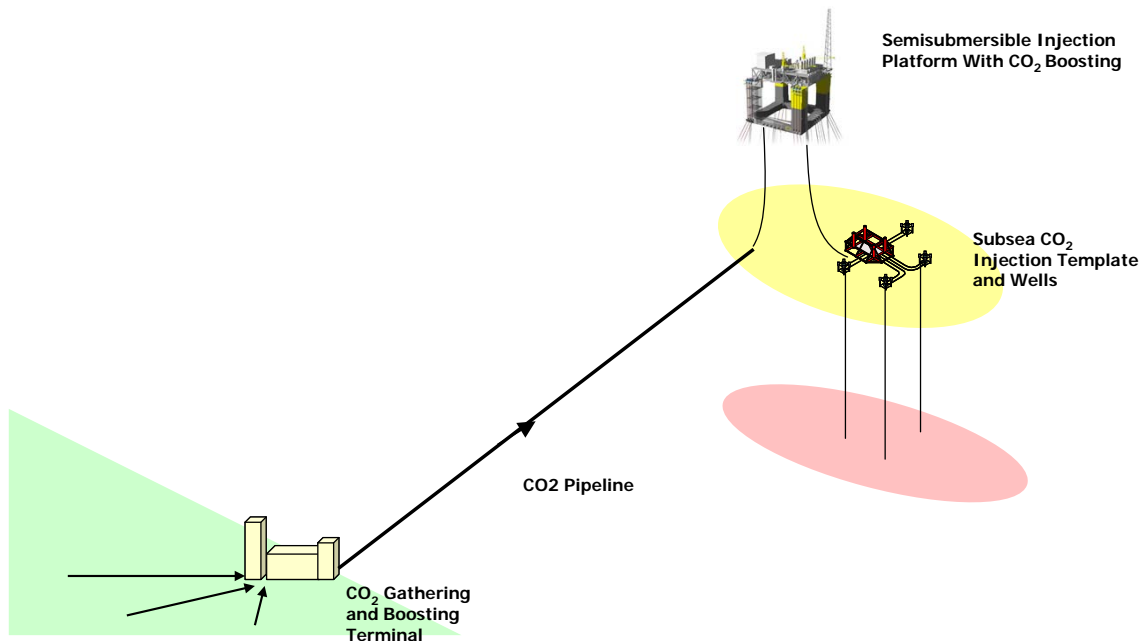 Semisubmersible Injection
Platform With CO₂ Boosting
Subsea CO₂
Injection Template
and Wells
CO2 Pipeline
CO₂ Gathering
and Boosting
Terminal